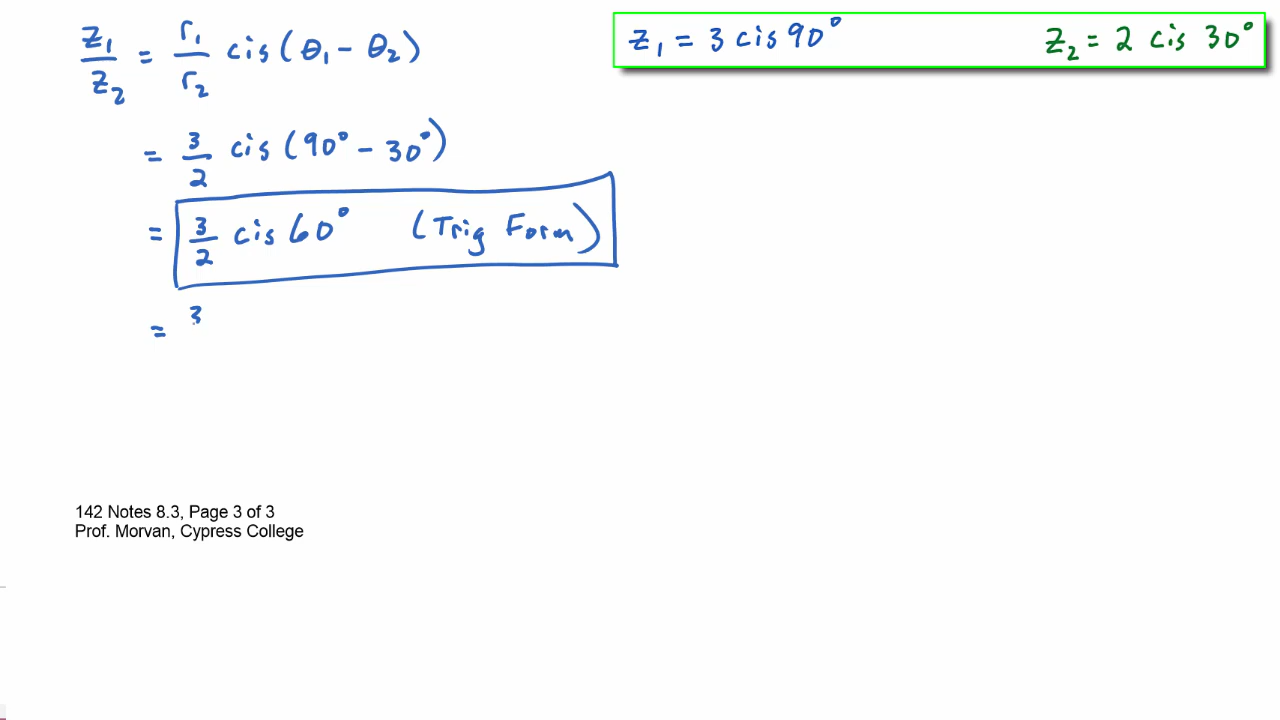 z₁/z₂ = r₁/r₂ cis(θ₁ - θ₂)
z₁ = 3 cis 90° z₂ = 2 cis 30°
= 3/2 cis (90° - 30°)
= 3/2 cis 60° (Trig Form)
= 3
142 Notes 8.3, Page 3 of 3
Prof. Morvan, Cypress College